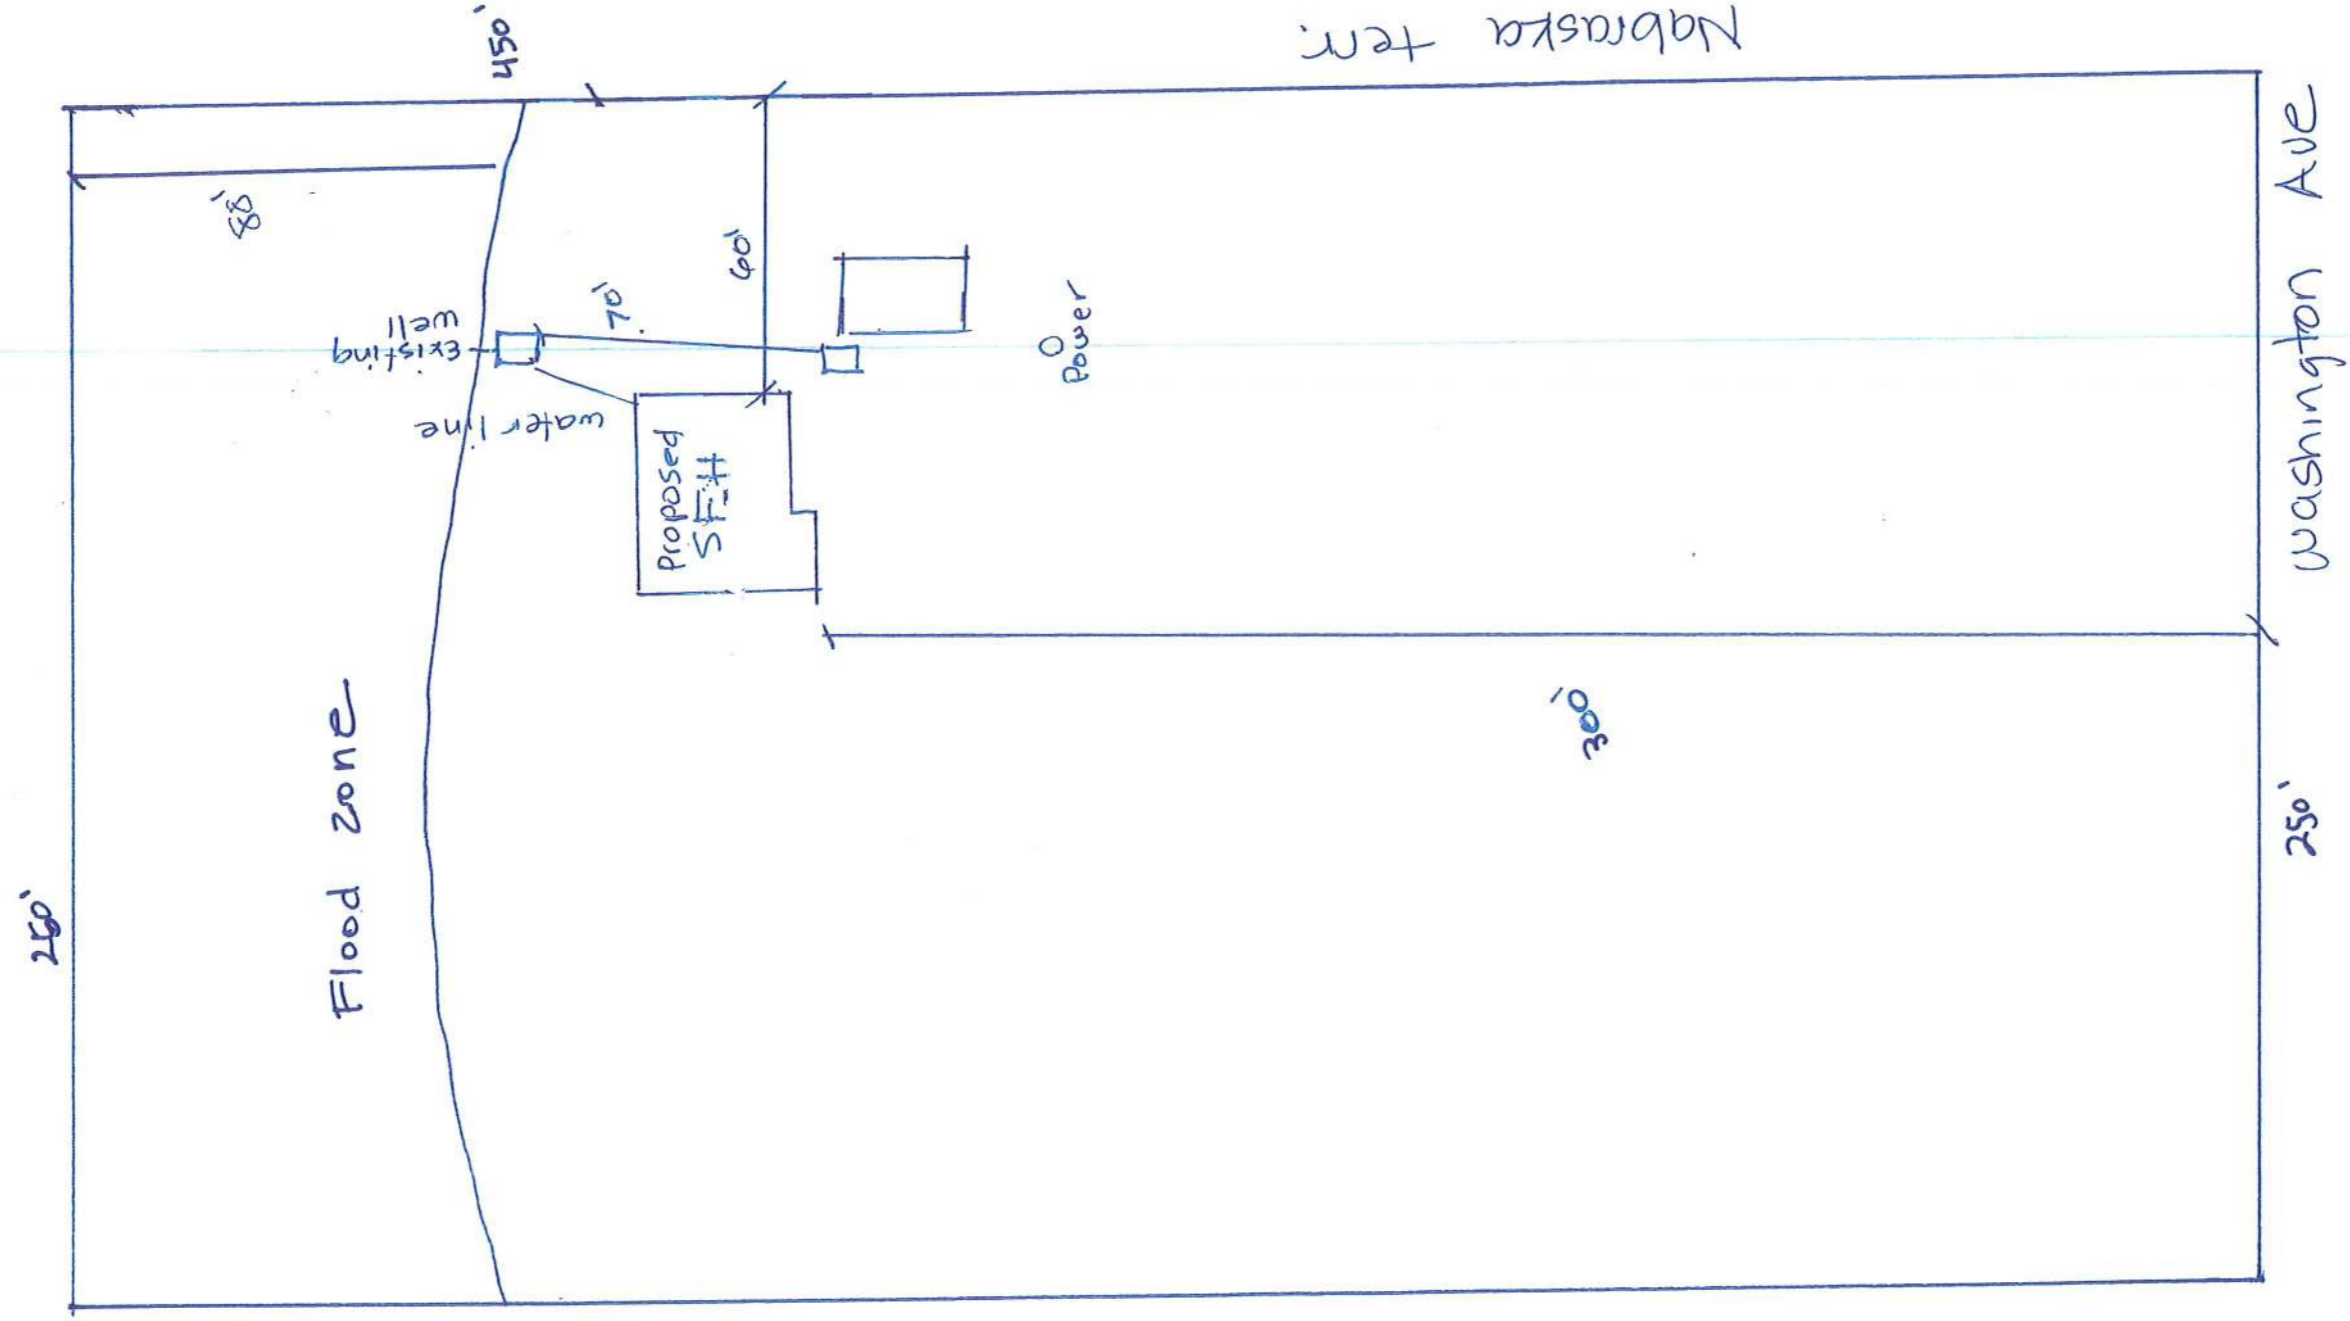 Nabraska terr.
450'
88'
Existing
well
70'
60'
water line
Proposed
SFH
Power
Washington Ave
Flood zone
300'
250'
250'